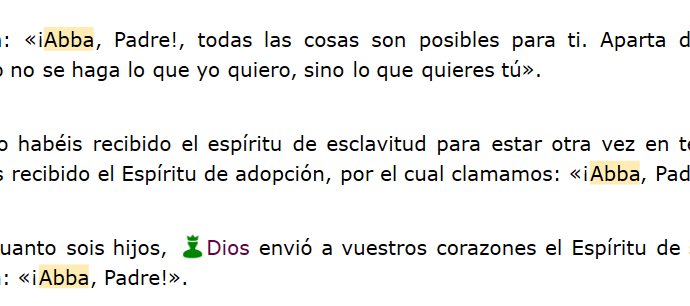 : «¡Abba, Padre!, todas las cosas son posibles para ti. Aparta d
no se haga lo que yo quiero, sino lo que quieres tú».
o habéis recibido el espíritu de esclavitud para estar otra vez en te
s recibido el Espíritu de adopción, por el cual clamamos: «¡Abba, Pad
uanto sois hijos, Dios envió a vuestros corazones el Espíritu de s
: «¡Abba, Padre!».